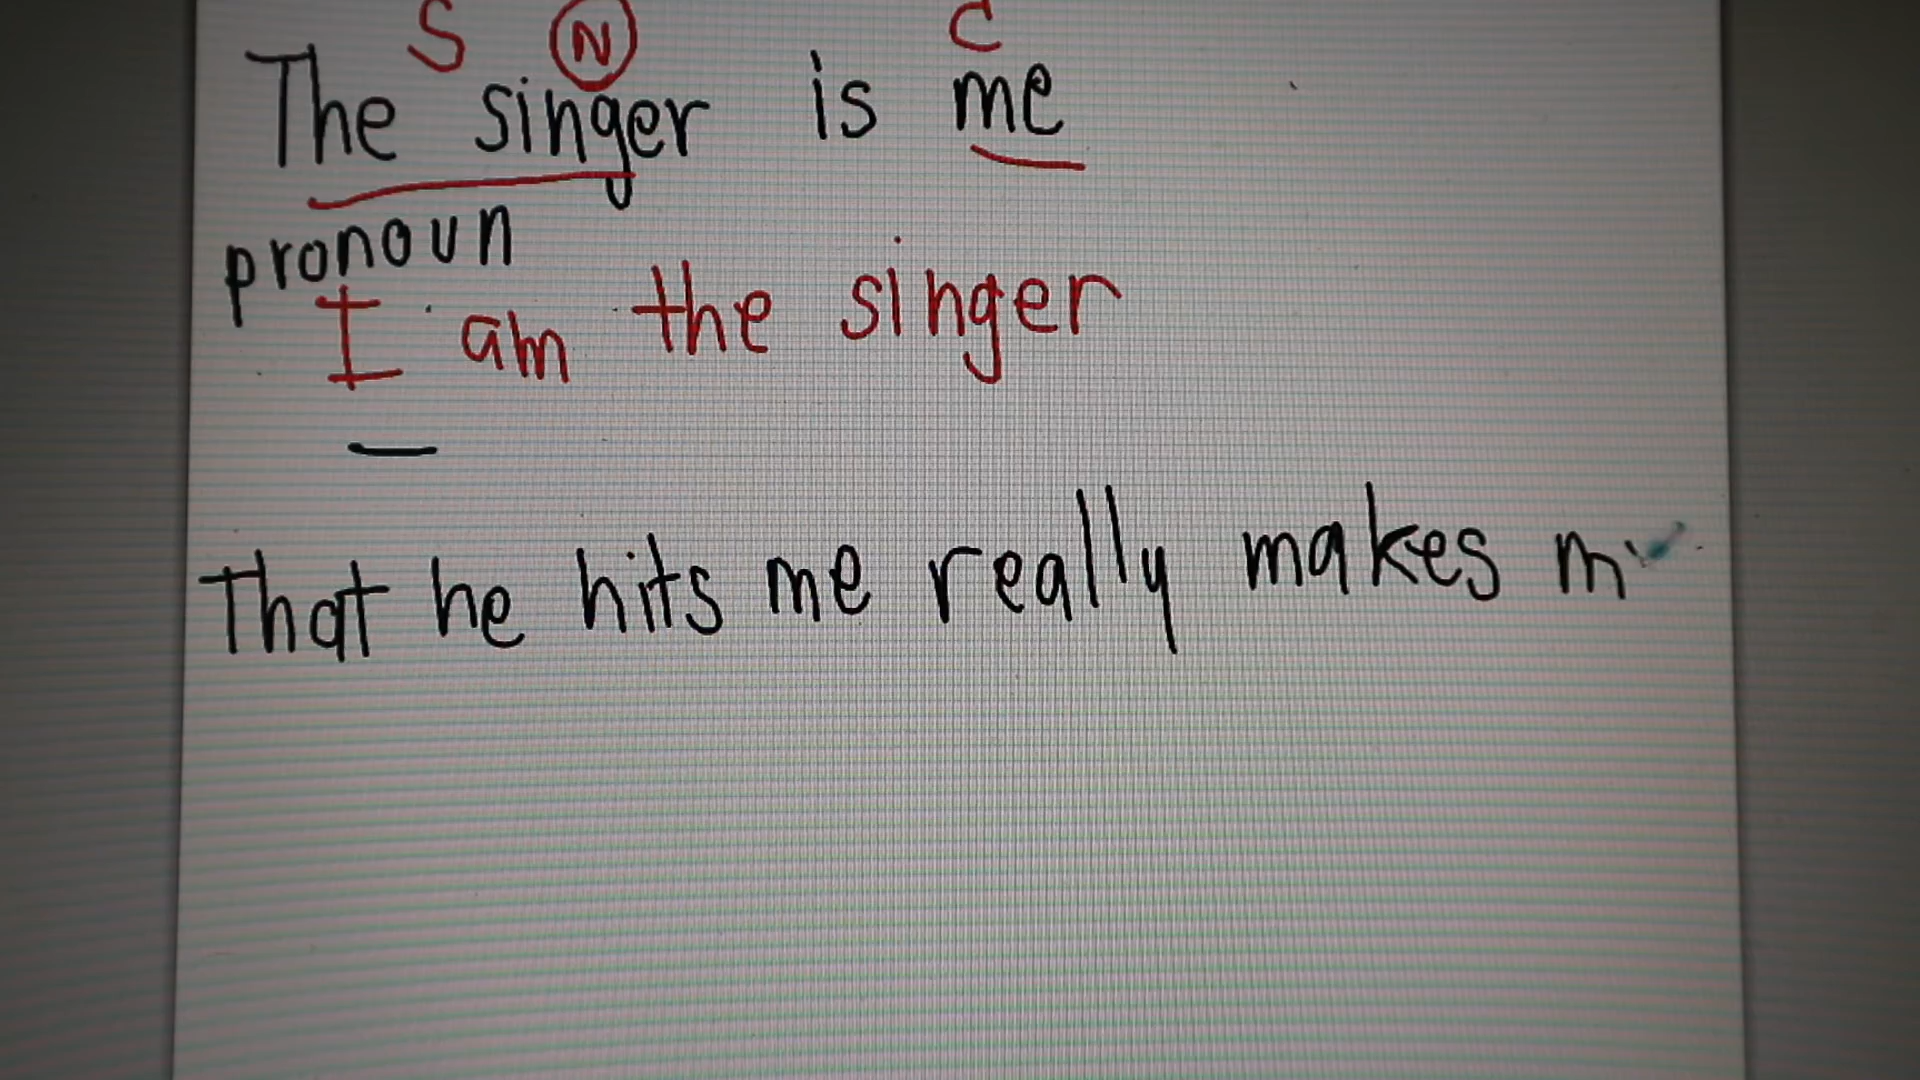 S N C
The singer is me
pronoun
I am the singer
That he hits me really makes m